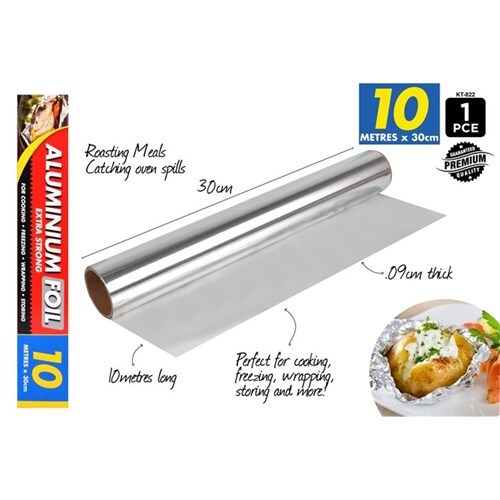 ALUMINIUM FOIL
EXTRA STRONG
FOR COOKING • FREEZING • WRAPPING • STORING
10
METRES x 30cm
Roasting Meals
Catching oven spills
30cm
10
METRES x 30cm
KT-822
1
PCE
GUARANTEED
PREMIUM
QUALITY
.09cm thick
10metres long
Perfect for cooking,
freezing, wrapping,
storing and more!